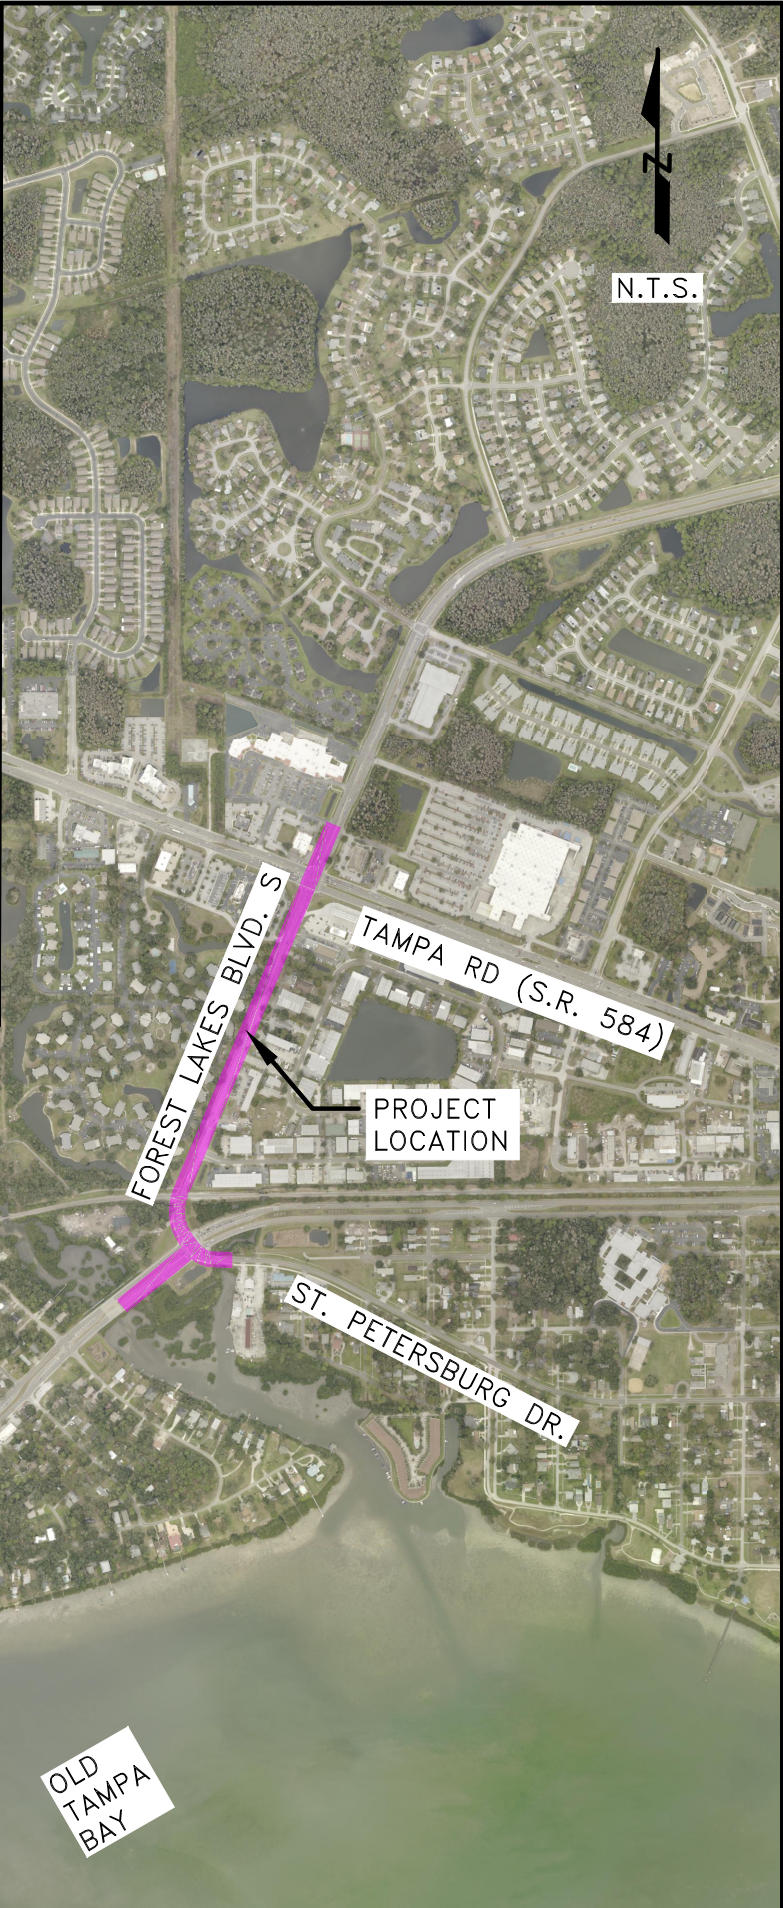 N
N.T.S.
FOREST LAKES BLVD. S
TAMPA RD (S.R. 584)
PROJECT
LOCATION
ST. PETERSBURG DR.
OLD
TAMPA
BAY